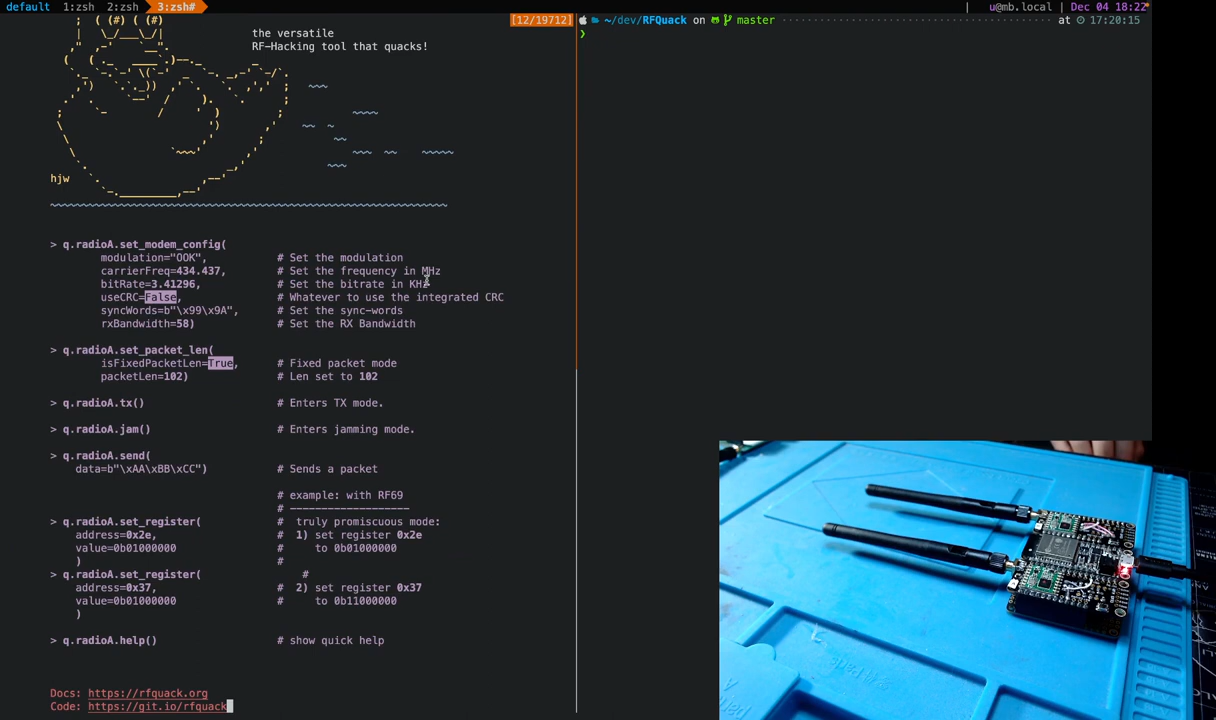 default 1:zsh 2:zsh 3:zsh# | u@mb.local | Dec 04 18:22*
[12/19712]
~/dev/RFQuack on master at 17:20:15
❯
the versatile
RF-Hacking tool that quacks!
hjw
> q.radioA.set_modem_config(
modulation="OOK", # Set the modulation
carrierFreq=434.437, # Set the frequency in MHz
bitRate=3.41296, # Set the bitrate in KHz
useCRC=False, # Whatever to use the integrated CRC
syncWords=b"\x99\x9A", # Set the sync-words
rxBandwidth=58) # Set the RX Bandwidth
> q.radioA.set_packet_len(
isFixedPacketLen=True, # Fixed packet mode
packetLen=102) # Len set to 102
> q.radioA.tx() # Enters TX mode.
> q.radioA.jam() # Enters jamming mode.
> q.radioA.send(
data=b"\xAA\xBB\xCC") # Sends a packet
# example: with RF69
# -------------------
> q.radioA.set_register( # truly promiscuous mode:
address=0x2e, # 1) set register 0x2e
value=0b01000000 # to 0b01000000
) #
> q.radioA.set_register( #
address=0x37, # 2) set register 0x37
value=0b01000000 # to 0b11000000
)
> q.radioA.help() # show quick help
Docs: https://rfquack.org
Code: https://git.io/rfquack